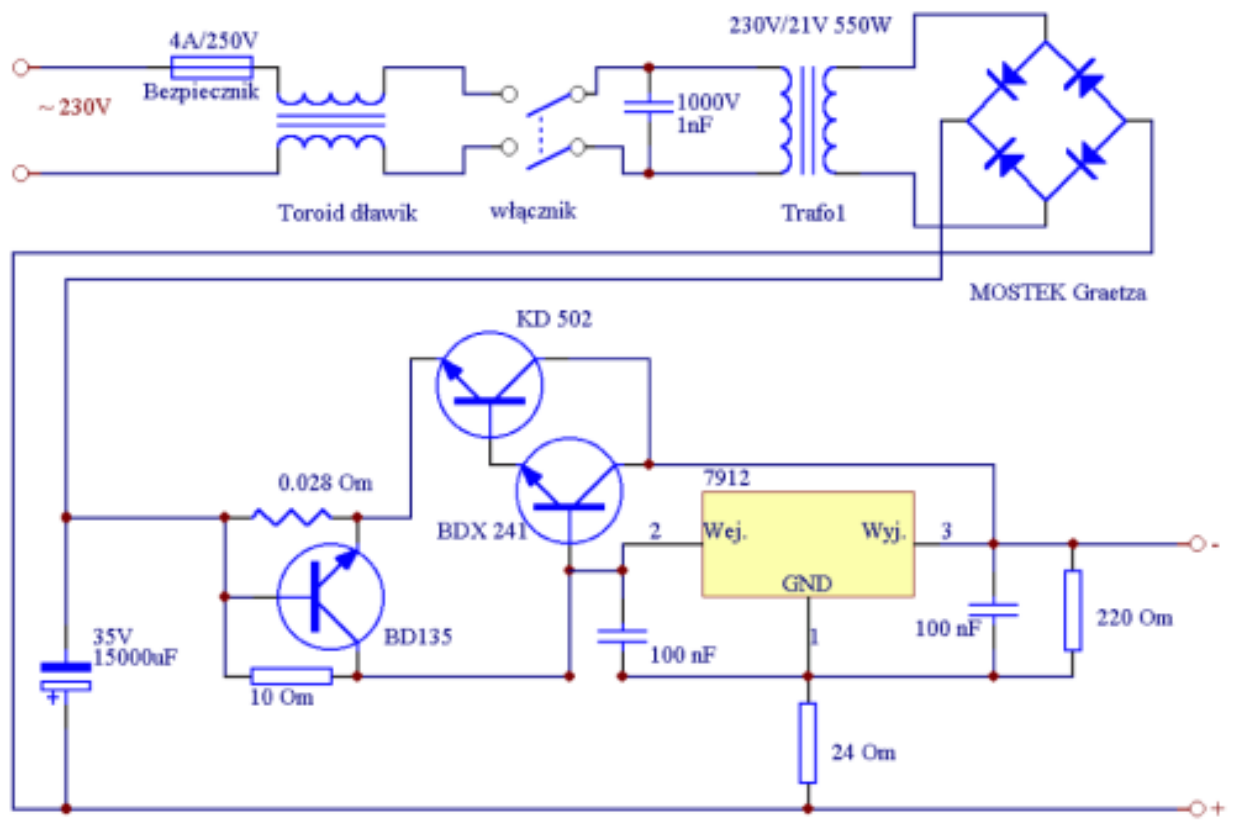 4A/250V
Bezpiecznik
~ 230V
Toroid dławik
włącznik
1000V
1nF
230V/21V 550W
Trafo1
MOSTEK Graetza
KD 502
0.028 Om
BDX 241
7912
2
Wej.
Wyj.
3
GND
1
-
BD135
35V
15000uF
+
10 Om
100 nF
100 nF
220 Om
24 Om
+